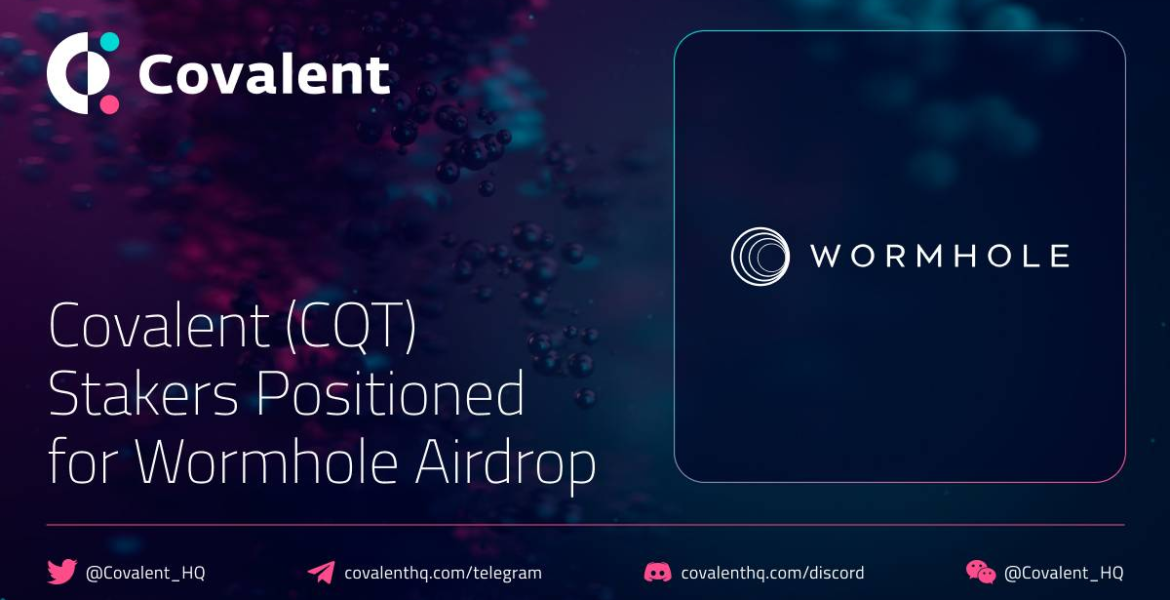 Covalent
WORMHOLE
Covalent (CQT)
Stakers Positioned
for Wormhole Airdrop
@Covalent_HQ
covalenthq.com/telegram
covalenthq.com/discord
@Covalent_HQ